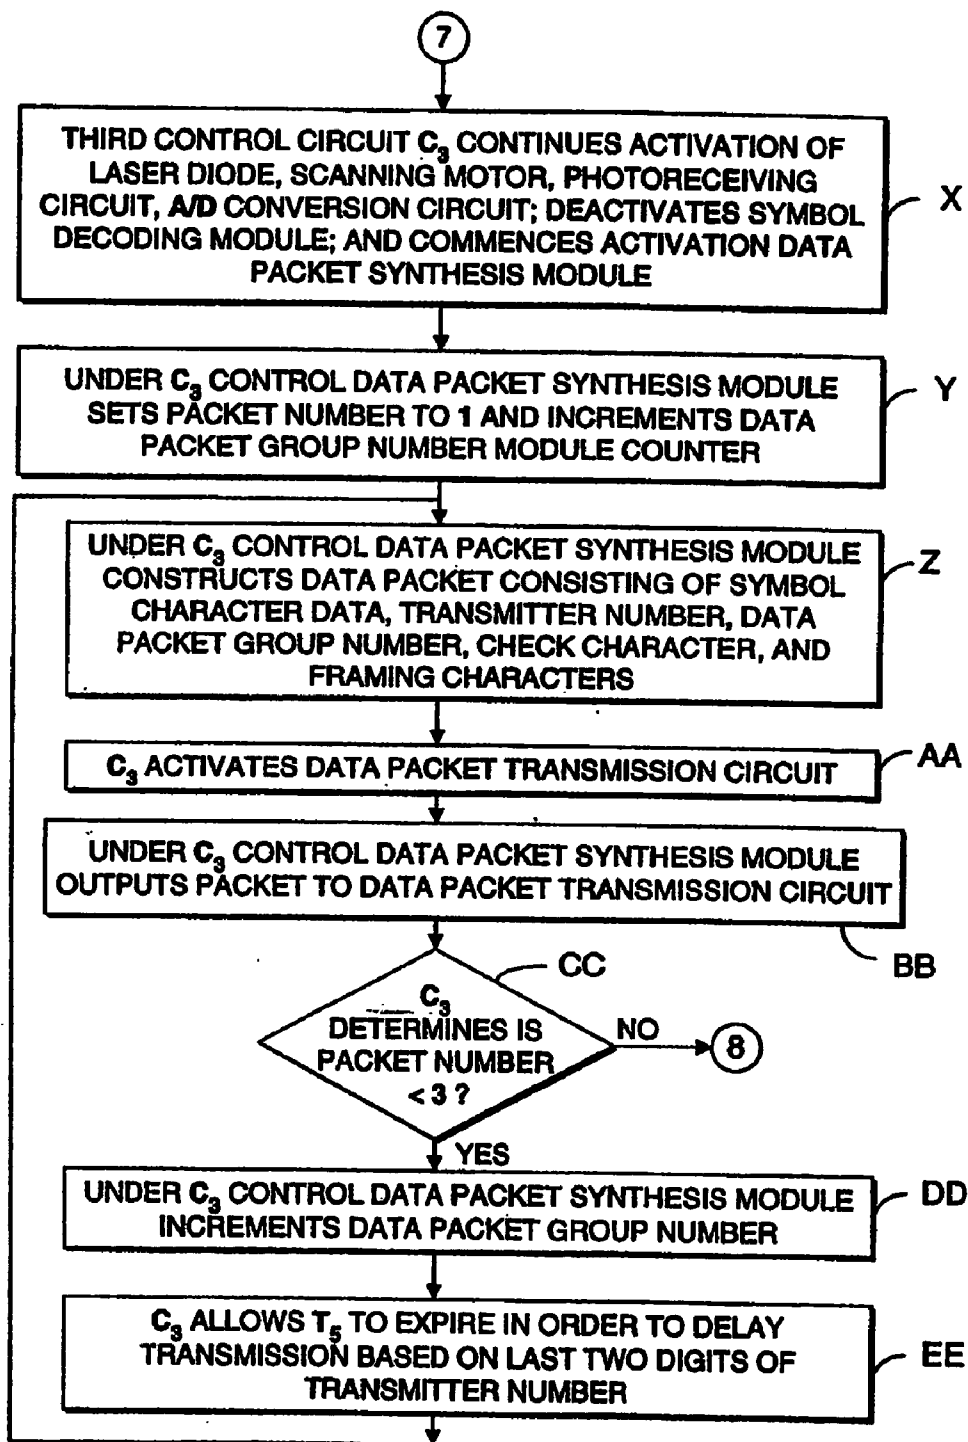 7
THIRD CONTROL CIRCUIT C3 CONTINUES ACTIVATION OF
LASER DIODE, SCANNING MOTOR, PHOTORECEIVING
CIRCUIT, A/D CONVERSION CIRCUIT; DEACTIVATES SYMBOL
DECODING MODULE; AND COMMENCES ACTIVATION DATA
PACKET SYNTHESIS MODULE
X
UNDER C3 CONTROL DATA PACKET SYNTHESIS MODULE
SETS PACKET NUMBER TO 1 AND INCREMENTS DATA
PACKET GROUP NUMBER MODULE COUNTER
Y
UNDER C3 CONTROL DATA PACKET SYNTHESIS MODULE
CONSTRUCTS DATA PACKET CONSISTING OF SYMBOL
CHARACTER DATA, TRANSMITTER NUMBER, DATA
PACKET GROUP NUMBER, CHECK CHARACTER, AND
FRAMING CHARACTERS
Z
C3 ACTIVATES DATA PACKET TRANSMISSION CIRCUIT
AA
UNDER C3 CONTROL DATA PACKET SYNTHESIS MODULE
OUTPUTS PACKET TO DATA PACKET TRANSMISSION CIRCUIT
BB
CC
C3
DETERMINES IS
PACKET NUMBER
< 3 ?
NO
8
YES
UNDER C3 CONTROL DATA PACKET SYNTHESIS MODULE
INCREMENTS DATA PACKET GROUP NUMBER
DD
C3 ALLOWS T5 TO EXPIRE IN ORDER TO DELAY
TRANSMISSION BASED ON LAST TWO DIGITS OF
TRANSMITTER NUMBER
EE